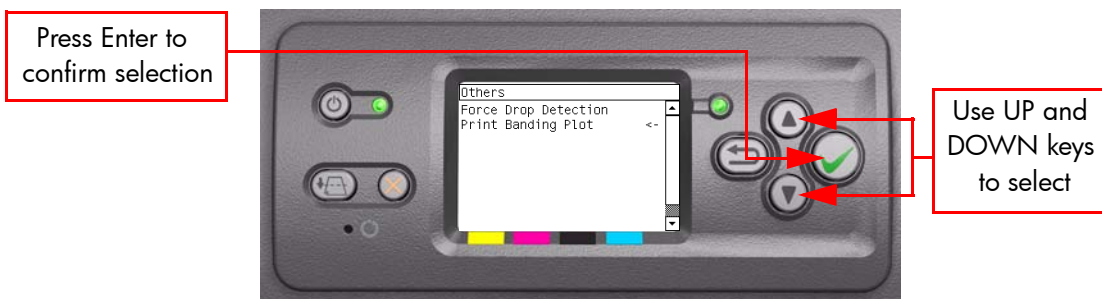 Press Enter to
confirm selection
Others
Force Drop Detection
Print Banding Plot <-
Use UP and
DOWN keys
to select